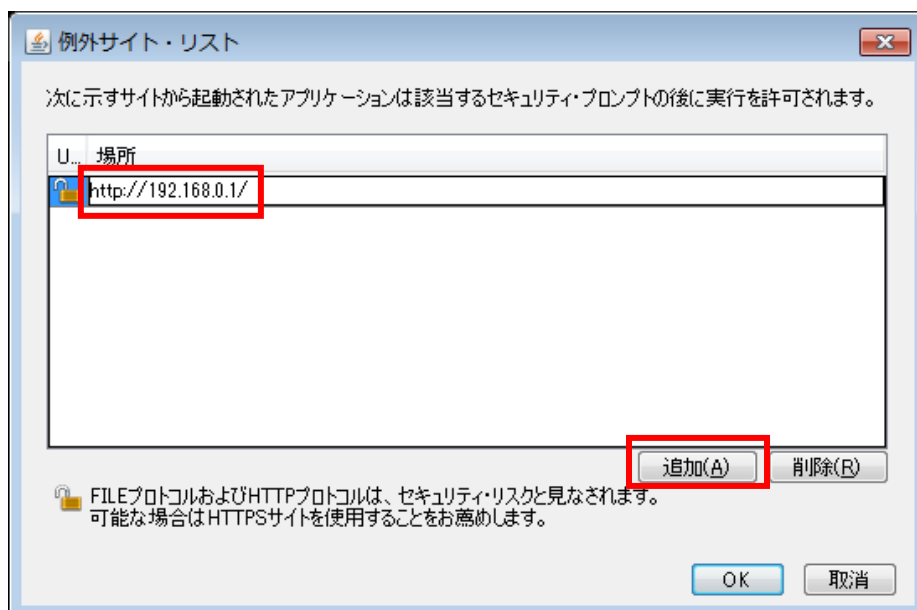 例外サイト・リスト
次に示すサイトから起動されたアプリケーションは該当するセキュリティ・プロンプトの後に実行を許可されます。
U... 場所
http://192.168.0.1/
追加(A) 削除(R)
FILEプロトコルおよびHTTPプロトコルは、セキュリティ・リスクと見なされます。
可能な場合はHTTPSサイトを使用することをお薦めします。
OK 取消